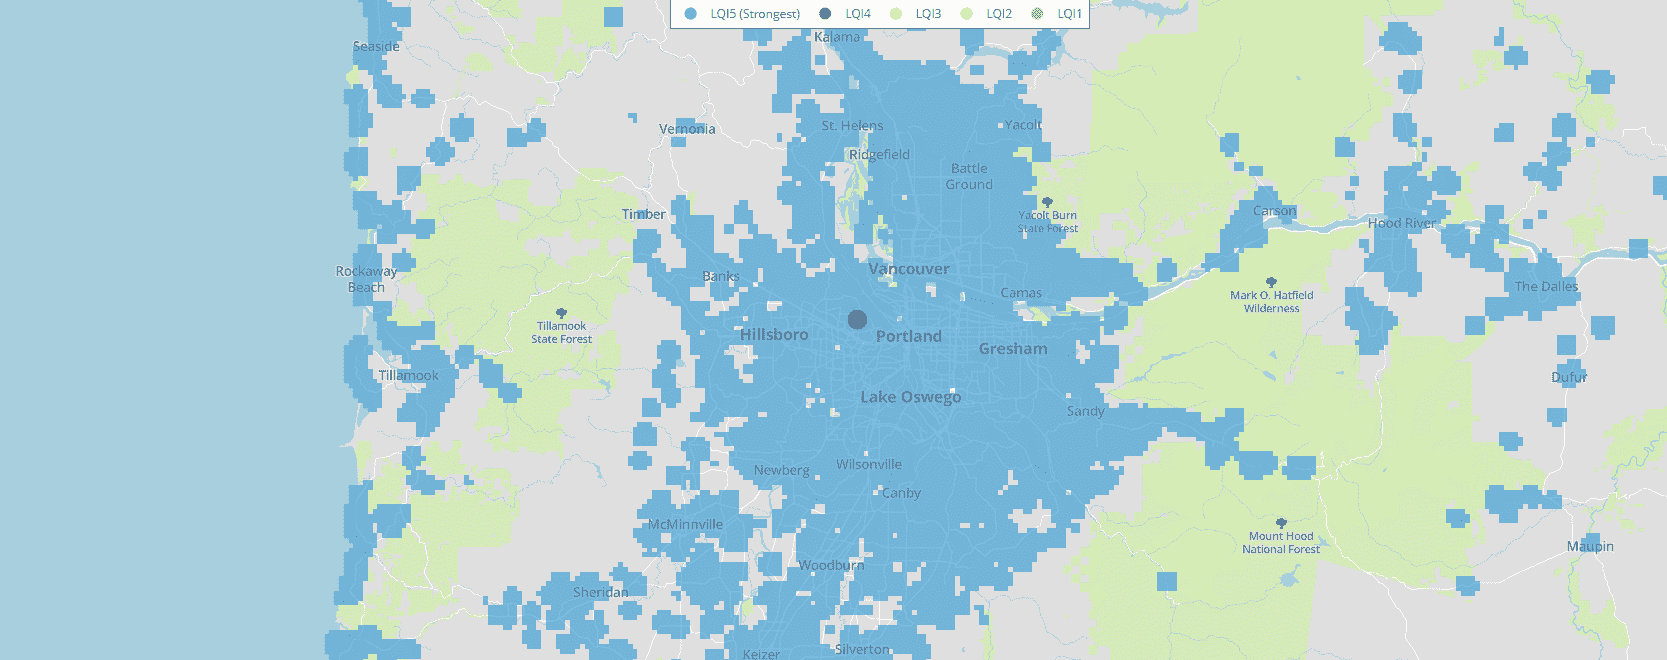 LQI5 (Strongest) LQI4 LQI3 LQI2 LQI1
Kalama
Seaside
St. Helens
Yacolt
Vernonia
Ridgefield
Battle
Ground
Timber
Yacolt Burn
State Forest
Carson
Hood River
Rockaway
Beach
Banks
Vancouver
Camas
Mark O. Hatfield
Wilderness
The Dalles
Tillamook
State Forest
Hillsboro
Portland
Gresham
Tillamook
Dufur
Lake Oswego
Sandy
Newberg
Wilsonville
Canby
McMinnville
Mount Hood
National Forest
Maupin
Woodburn
Sheridan
Keizer
Silverton